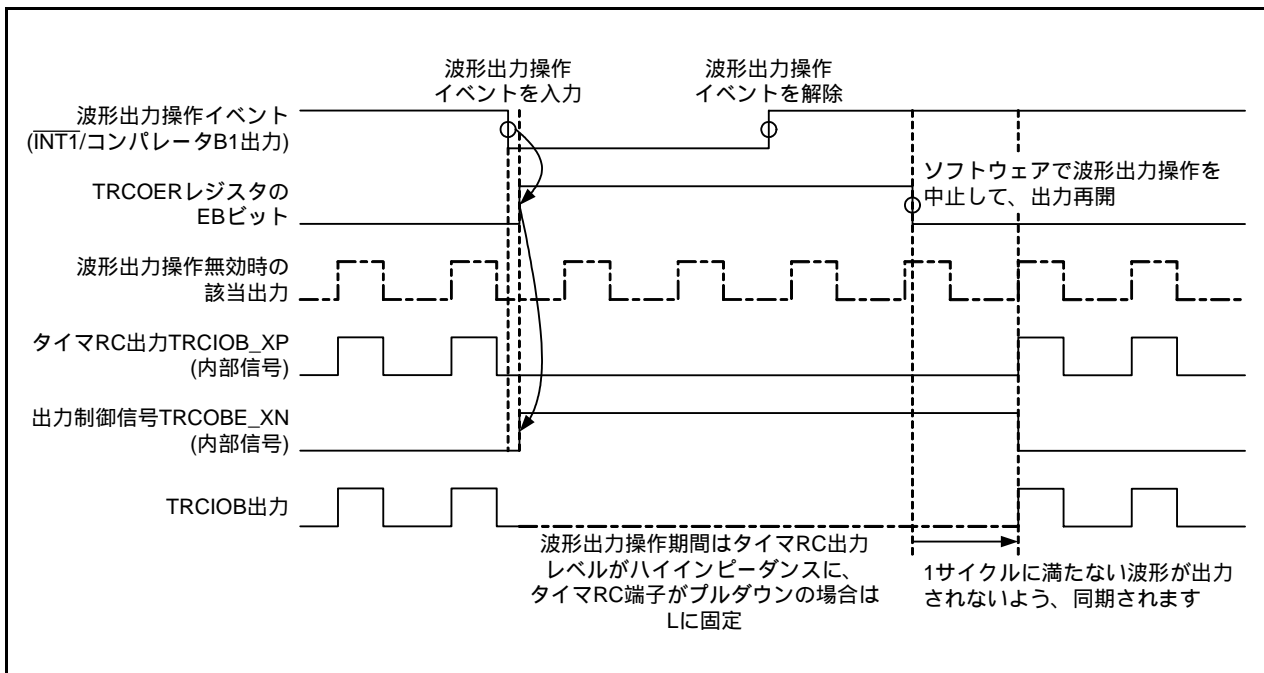 波形出力操作
イベントを入力
波形出力操作
イベントを解除
波形出力操作イベント
(INT1/コンパレータB1出力)
ソフトウェアで波形出力操作を
中止して、出力再開
TRCOERレジスタの
EBビット
波形出力操作無効時の
該当出力
タイマRC出力TRCIOB_XP
(内部信号)
出力制御信号TRCOBE_XN
(内部信号)
TRCIOB出力
波形出力操作期間はタイマRC出力
レベルがハイインピーダンスに、
タイマRC端子がプルダウンの場合は
Lに固定
1サイクルに満たない波形が出力
されないよう、同期されます